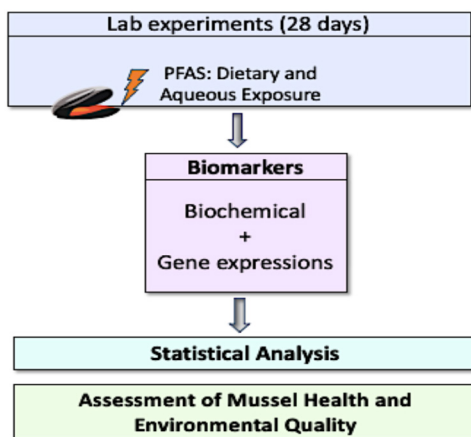 Lab experiments (28 days)
PFAS: Dietary and
Aqueous Exposure
Biomarkers
Biochemical
+
Gene expressions
Statistical Analysis
Assessment of Mussel Health and
Environmental Quality